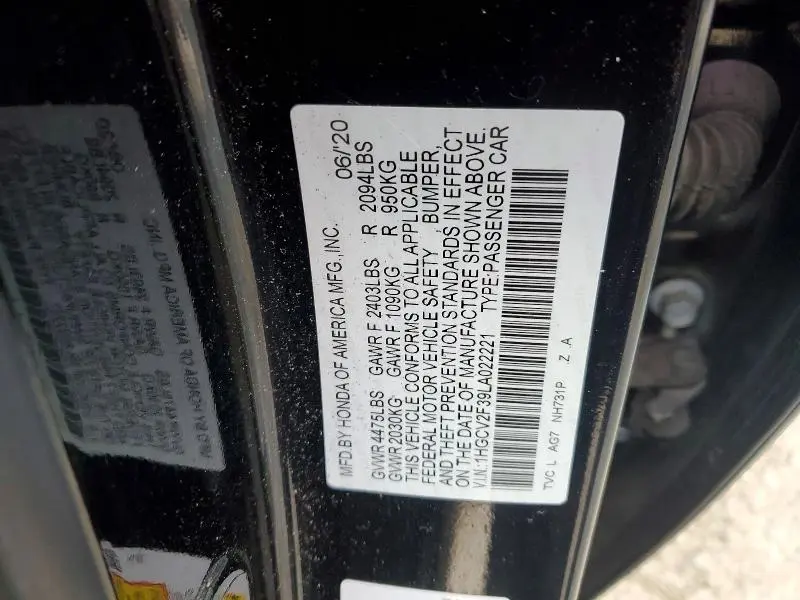 MFD.BY HONDA OF AMERICA MFG.,INC. 06/'20
GVWR 4475LBS GAWR F 2403LBS R 2094LBS
GVWR 2030KG GAWR F 1090KG R 950KG
THIS VEHICLE CONFORMS TO ALL APPLICABLE
FEDERAL MOTOR VEHICLE SAFETY , BUMPER,
AND THEFT PREVENTION STANDARDS IN EFFECT
ON THE DATE OF MANUFACTURE SHOWN ABOVE.
V.I.N.:1HGCV2F39LA022221 TYPE:PASSENGER CAR
TVC L AG7 NH731P .Z .A